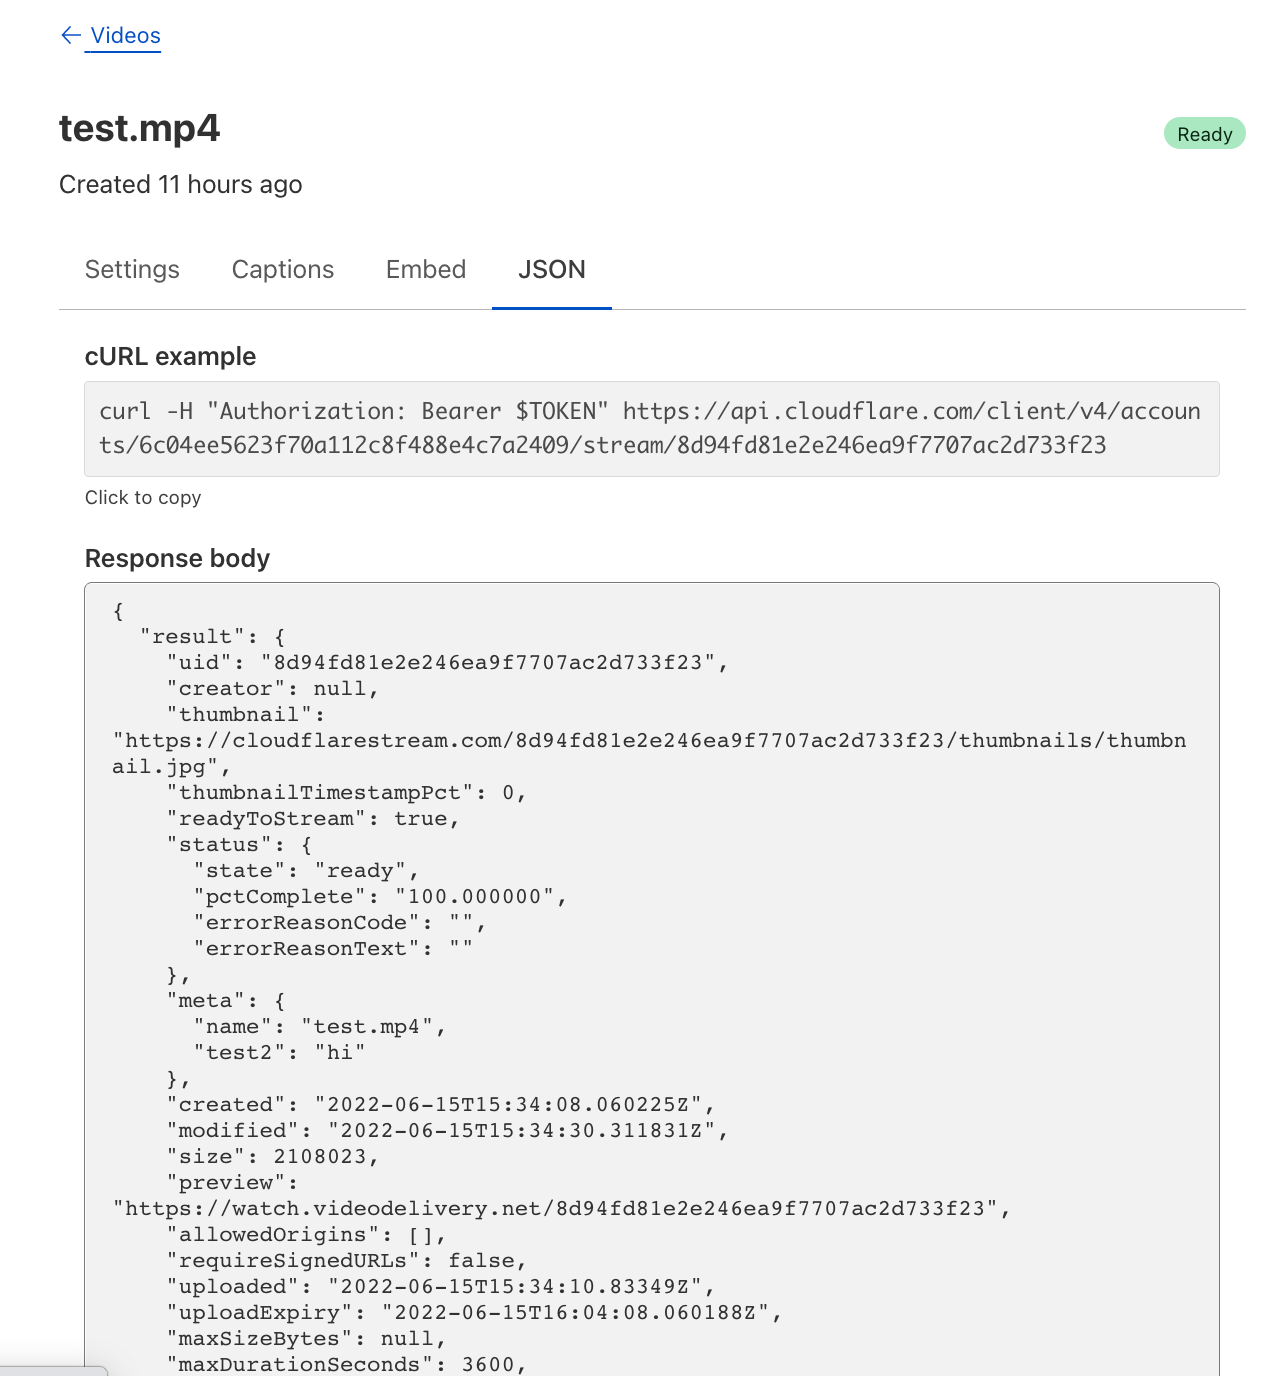 ← Videos
test.mp4
Ready
Created 11 hours ago
Settings Captions Embed JSON
cURL example
curl -H "Authorization: Bearer $TOKEN" https://api.cloudflare.com/client/v4/accoun
ts/6c04ee5623f70a112c8f488e4c7a2409/stream/8d94fd81e2e246ea9f7707ac2d733f23
Click to copy
Response body
{
  "result": {
    "uid": "8d94fd81e2e246ea9f7707ac2d733f23",
    "creator": null,
    "thumbnail":
"https://cloudflarestream.com/8d94fd81e2e246ea9f7707ac2d733f23/thumbnails/thumbn
ail.jpg",
    "thumbnailTimestampPct": 0,
    "readyToStream": true,
    "status": {
      "state": "ready",
      "pctComplete": "100.000000",
      "errorReasonCode": "",
      "errorReasonText": ""
    },
    "meta": {
      "name": "test.mp4",
      "test2": "hi"
    },
    "created": "2022-06-15T15:34:08.060225Z",
    "modified": "2022-06-15T15:34:30.311831Z",
    "size": 2108023,
    "preview":
"https://watch.videodelivery.net/8d94fd81e2e246ea9f7707ac2d733f23",
    "allowedOrigins": [],
    "requireSignedURLs": false,
    "uploaded": "2022-06-15T15:34:10.83349Z",
    "uploadExpiry": "2022-06-15T16:04:08.060188Z",
    "maxSizeBytes": null,
    "maxDurationSeconds": 3600,